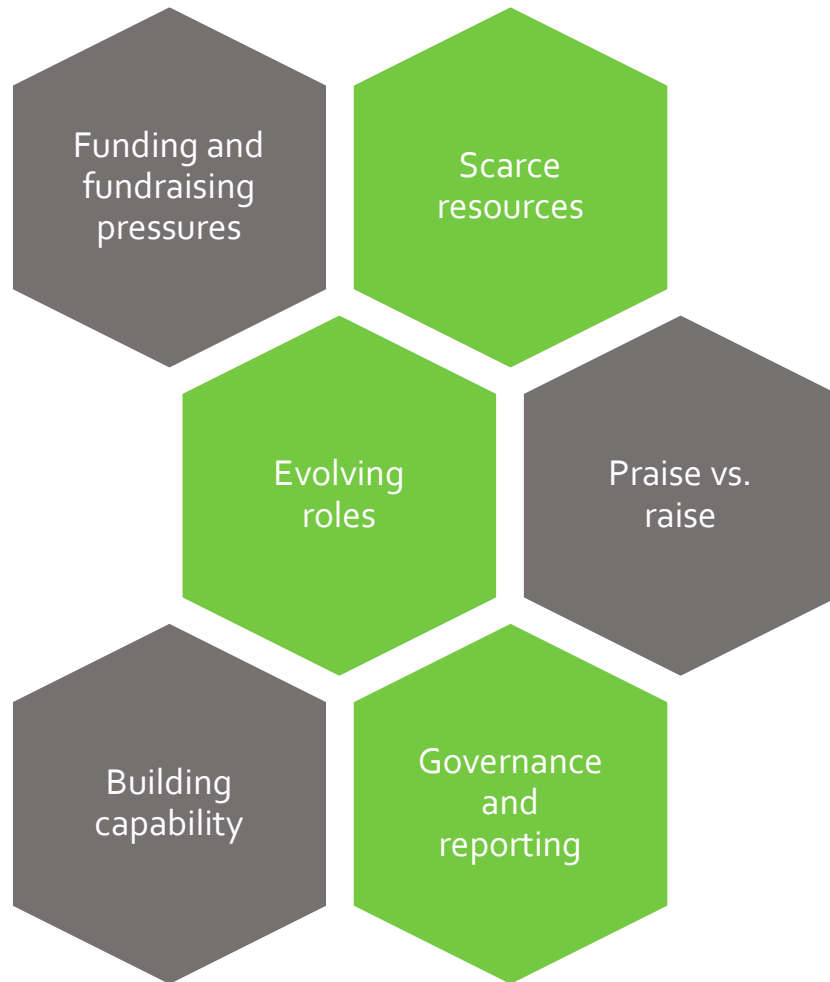 Funding and
fundraising
pressures
Scarce
resources
Evolving
roles
Praise vs.
raise
Building
capability
Governance
and
reporting